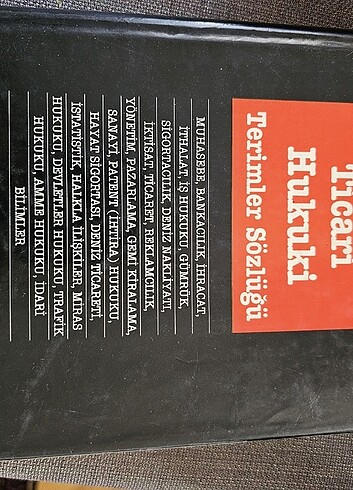 Ticari
Hukuki
Terimler Sözlüğü
MUHASEBE, BANKACILIK, İHRACAT,
İTHALAT, İŞ HUKUKU, GÜMRÜK,
SİGORTACILIK, DENİZ NAKLİYATI,
İKTİSAT, TİCARET, REKLAMCILIK,
YÖNETİM, PAZARLAMA, GEMİ KİRALAMA,
SANAYİ, PATENT (İHTİRA) HUKUKU,
HAYAT SİGORTASI, DENİZ TİCARETİ,
İSTATİSTİK, HALKLA İLİŞKİLER, MİRAS
HUKUKU, DEVLETLER HUKUKU, TRAFİK
HUKUKU, AMME HUKUKU, İDARİ
BİLİMLER